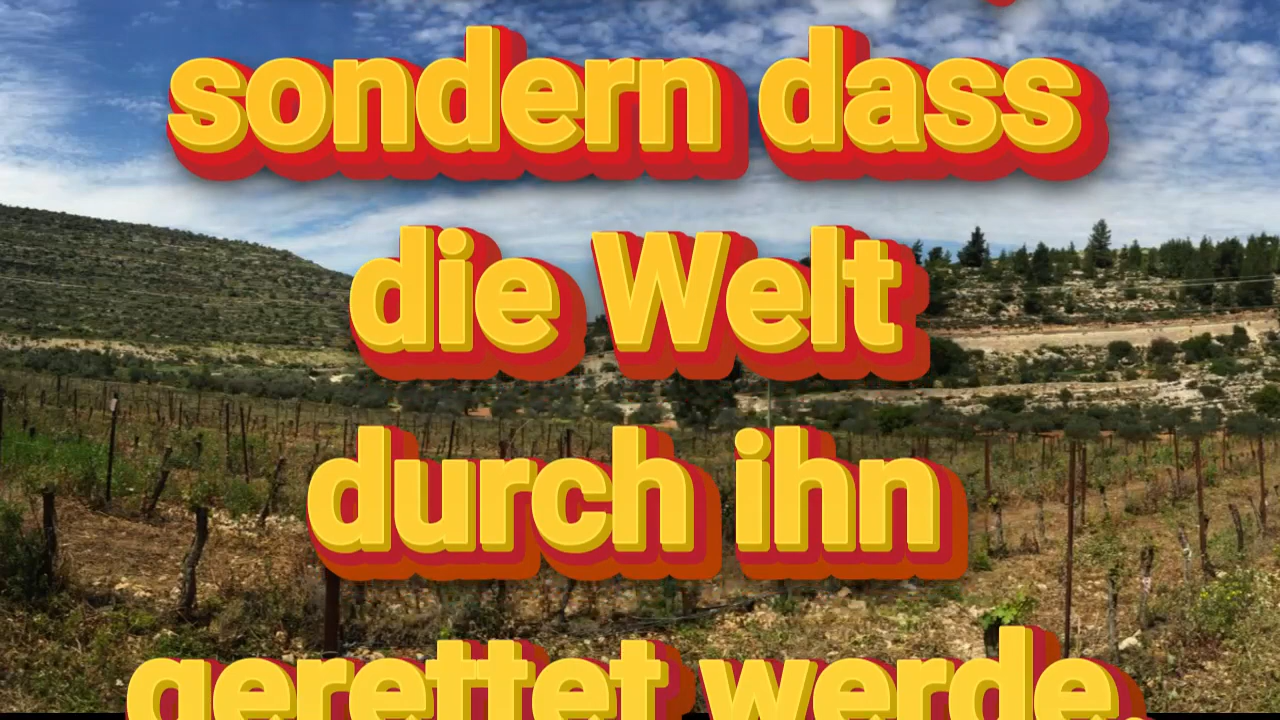 sondern dass
die Welt
durch ihn
gerettet werde.